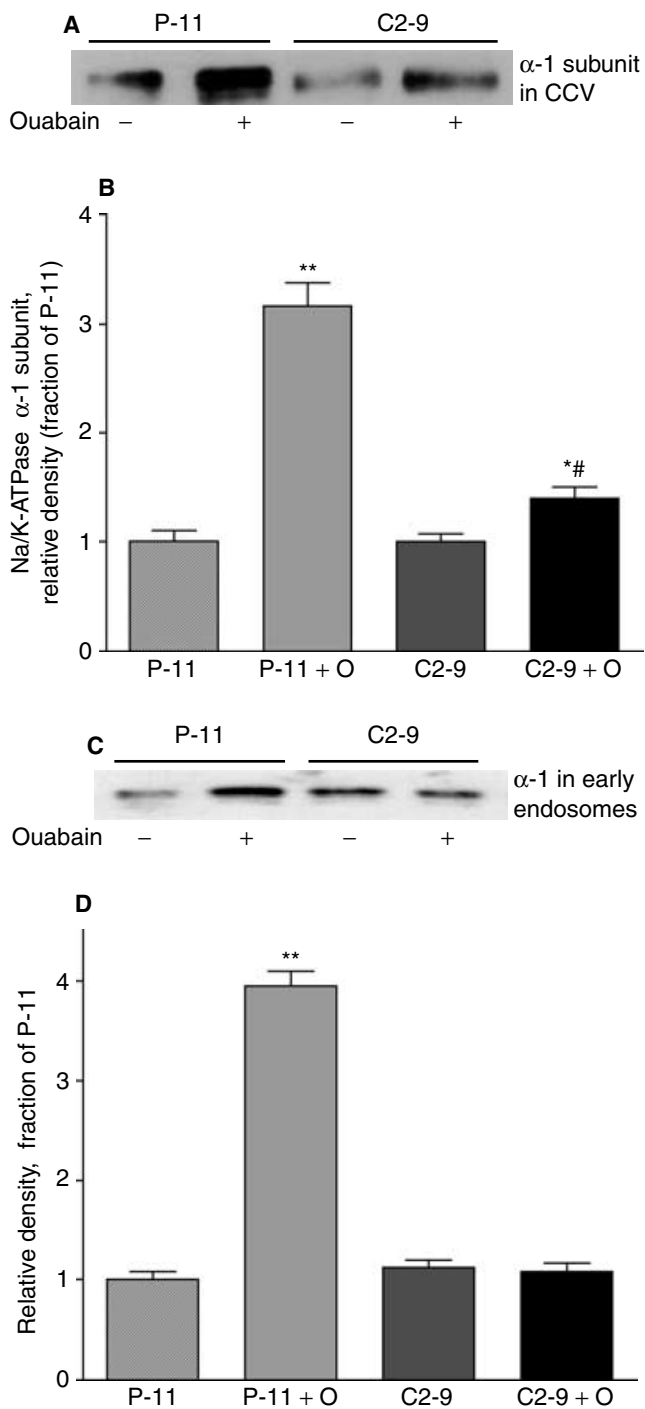 A
P-11 C2-9
α-1 subunit
in CCV
Ouabain − + − +
B
Na/K-ATPase α-1 subunit,
relative density (fraction of P-11)
4
**
3
2
*#
1
0
P-11 P-11 + O C2-9 C2-9 + O
C
P-11 C2-9
α-1 in early
endosomes
Ouabain − + − +
D
Relative density, fraction of P-11
**
4
3
2
1
0
P-11 P-11 + O C2-9 C2-9 + O